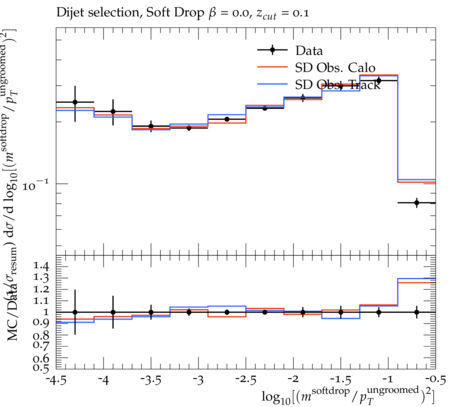 Dijet selection, Soft Drop β = 0.0, z_cut = 0.1
(1/σ_resum) dσ/d log₁₀[(m^softdrop/p_T^ungroomed)²]
Data
SD Obs. Calo
SD Obs. Track
10⁻¹
MC/Data
1.4
1.3
1.2
1.1
1
0.9
0.8
0.7
0.6
0.5
-4.5 -4 -3.5 -3 -2.5 -2 -1.5 -1 -0.5
log₁₀[(m^softdrop/p_T^ungroomed)²]